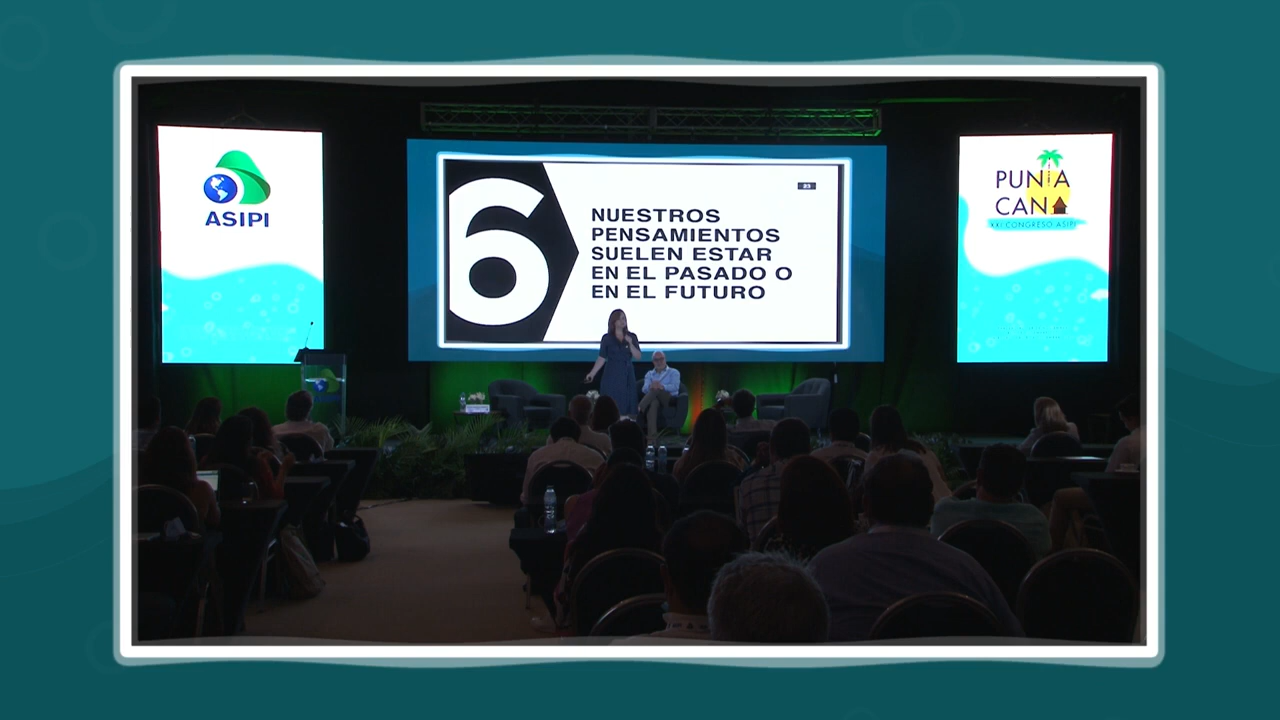 ASIPI
6
23
NUESTROS
PENSAMIENTOS
SUELEN ESTAR
EN EL PASADO O
EN EL FUTURO
PUNTA
CANA
XXI CONGRESO ASIPI